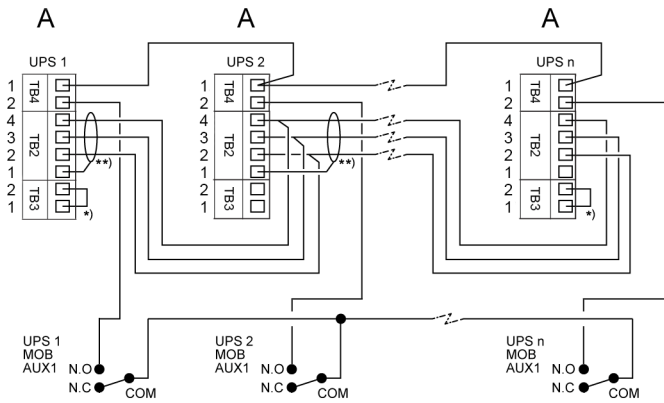 A A A
UPS 1 UPS 2 UPS n
1 TB4 1 TB4 1 TB4
2 2 2
4 4 4
3 TB2 3 TB2 3 TB2
2 **) 2 **) 2
1 1 1
2 TB3 2 TB3 2 TB3
1 *) 1 1 *)
UPS 1 UPS 2 UPS n
MOB MOB MOB
AUX1 N.O AUX1 N.O AUX1 N.O
N.C COM N.C COM N.C COM